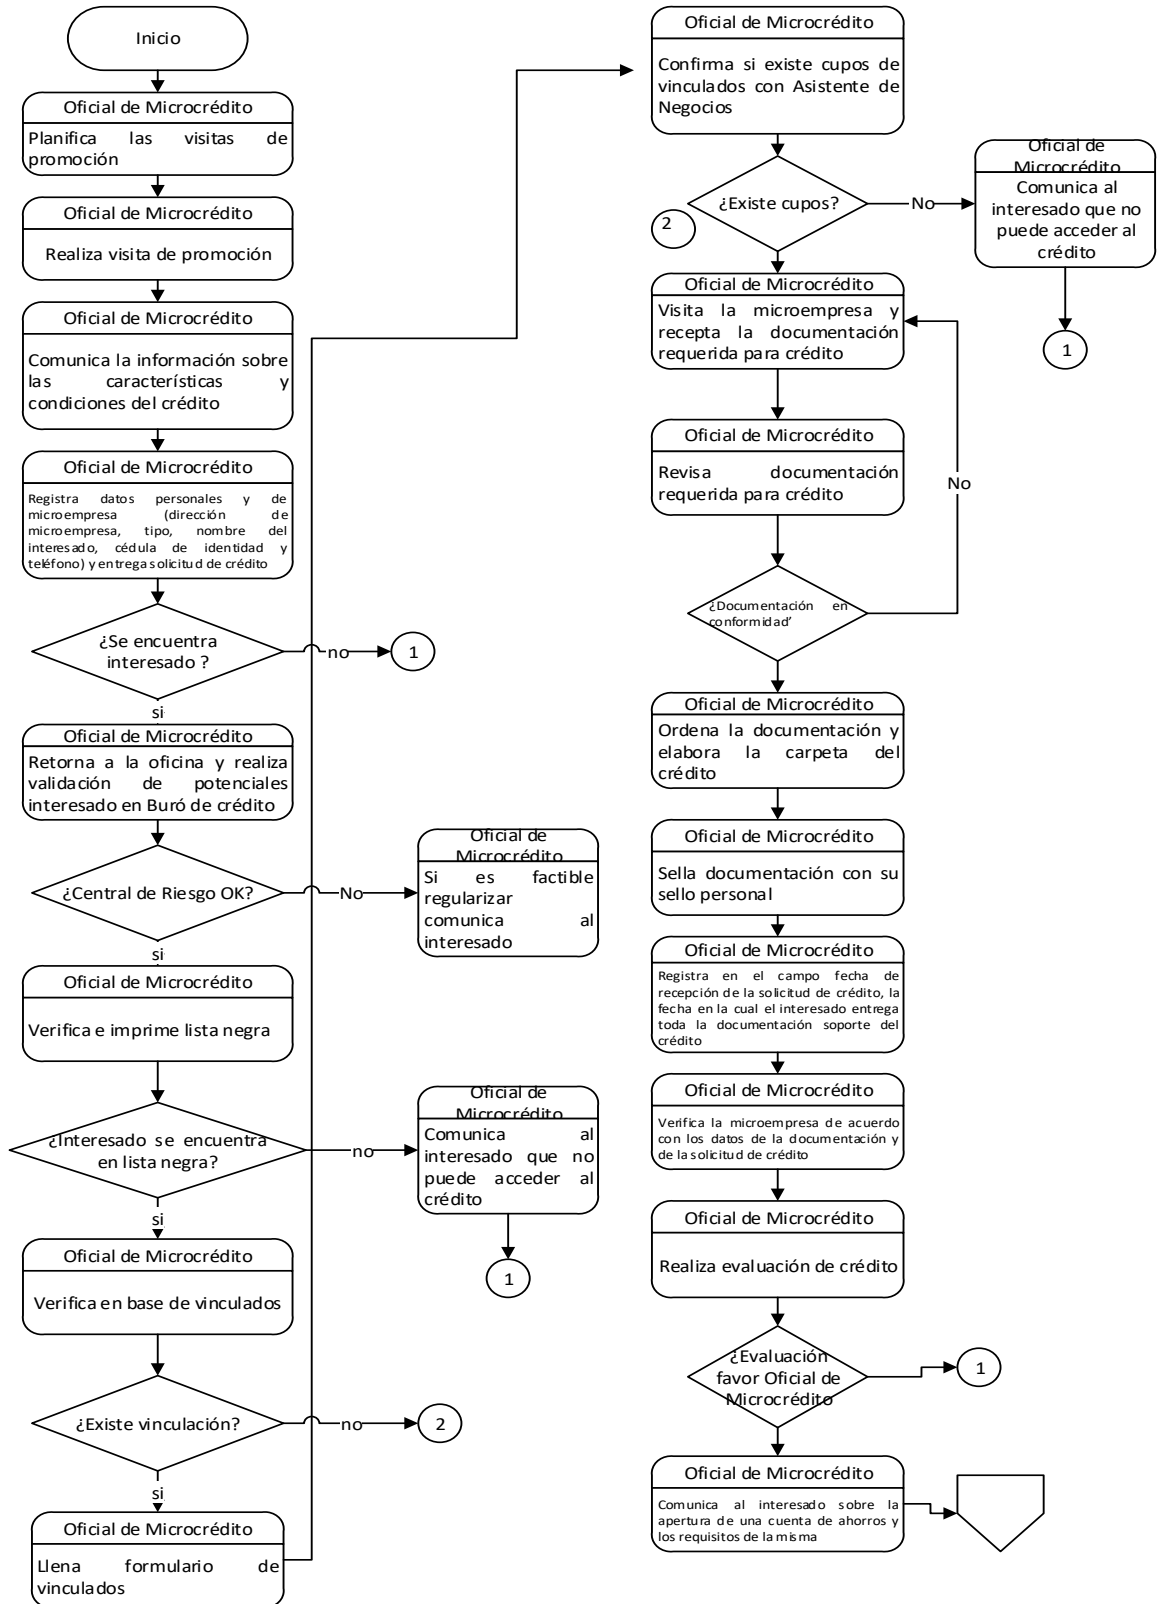 Inicio
Oficial de Microcrédito
Planifica las visitas de
promoción
Oficial de Microcrédito
Realiza visita de promoción
Oficial de Microcrédito
Comunica la información sobre
las características y
condiciones del crédito
Oficial de Microcrédito
Registra datos personales y de
microempresa (dirección de
microempresa, tipo, nombre del
interesado, cédula de identidad y
teléfono) y entrega solicitud de crédito
¿Se encuentra
interesado ?
no
1
si
Oficial de Microcrédito
Retorna a la oficina y realiza
validación de potenciales
interesado en Buró de crédito
¿Central de Riesgo OK?
No
Oficial de
Microcrédito
Si es factible
regularizar
comunica al
interesado
si
Oficial de Microcrédito
Verifica e imprime lista negra
¿Interesado se encuentra
en lista negra?
no
Oficial de
Microcrédito
Comunica al
interesado que no
puede acceder al
crédito
1
si
Oficial de Microcrédito
Verifica en base de vinculados
¿Existe vinculación?
no
2
si
Oficial de Microcrédito
Llena formulario de
vinculados
Oficial de Microcrédito
Confirma si existe cupos de
vinculados con Asistente de
Negocios
¿Existe cupos?
2
No
Oficial de
Microcrédito
Comunica al
interesado que no
puede acceder al
crédito
1
Oficial de Microcrédito
Visita la microempresa y
recepta la documentación
requerida para crédito
Oficial de Microcrédito
Revisa documentación
requerida para crédito
No
¿Documentación en
conformidad’
Oficial de Microcrédito
Ordena la documentación y
elabora la carpeta del
crédito
Oficial de Microcrédito
Sella documentación con su
sello personal
Oficial de Microcrédito
Registra en el campo fecha de
recepción de la solicitud de crédito, la
fecha en la cual el interesado entrega
toda la documentación soporte del
crédito
Oficial de Microcrédito
Verifica la microempresa de acuerdo
con los datos de la documentación y
de la solicitud de crédito
Oficial de Microcrédito
Realiza evaluación de crédito
¿Evaluación
favor Oficial de
Microcrédito
1
Oficial de Microcrédito
Comunica al interesado sobre la
apertura de una cuenta de ahorros y
los requisitos de la misma